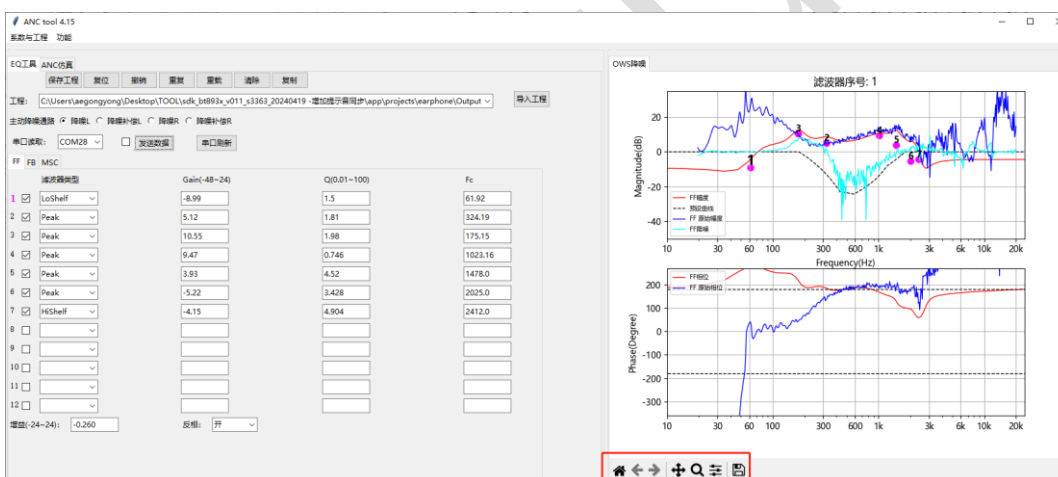 ANC tool 4.15
系数与工程 功能
EQ工具 ANC仿真
保存工程 复位 撤销 重复 重载 清除 复制
工程: C:\Users\aegongyong\Desktop\TOOL\sdk_bt893x_v011_s3363_20240419 -增加提示音同步\app\projects\earphone\Output 导入工程
主动降噪通路 降噪L 降噪补偿L 降噪R 降噪补偿R
串口读取: COM28 发送数据 串口刷新
FF FB MSC
滤波器类型 Gain(-48~24) Q(0.01~100) Fc
1 LoShelf -8.99 1.5 61.92
2 Peak 5.12 1.81 324.19
3 Peak 10.55 1.98 175.15
4 Peak 9.47 0.746 1023.16
5 Peak 3.93 4.52 1478.0
6 Peak -5.22 3.428 2025.0
7 HiShelf -4.15 4.904 2412.0
8
9
10
11
12
增益(-24~24): -0.260 反相: 开
OWS降噪
滤波器序号: 1
Magnitude(dB)
20
0
-20
-40
1 2 3 4 5 6 7
FF幅度
预设曲线
FF 原始幅度
FF降噪
10 30 60 100 300 600 1k 3k 6k 10k 20k
Frequency(Hz)
Phase(Degree)
200
100
0
-100
-200
-300
FF相位
FF 原始相位
10 30 60 100 300 600 1k 3k 6k 10k 20k